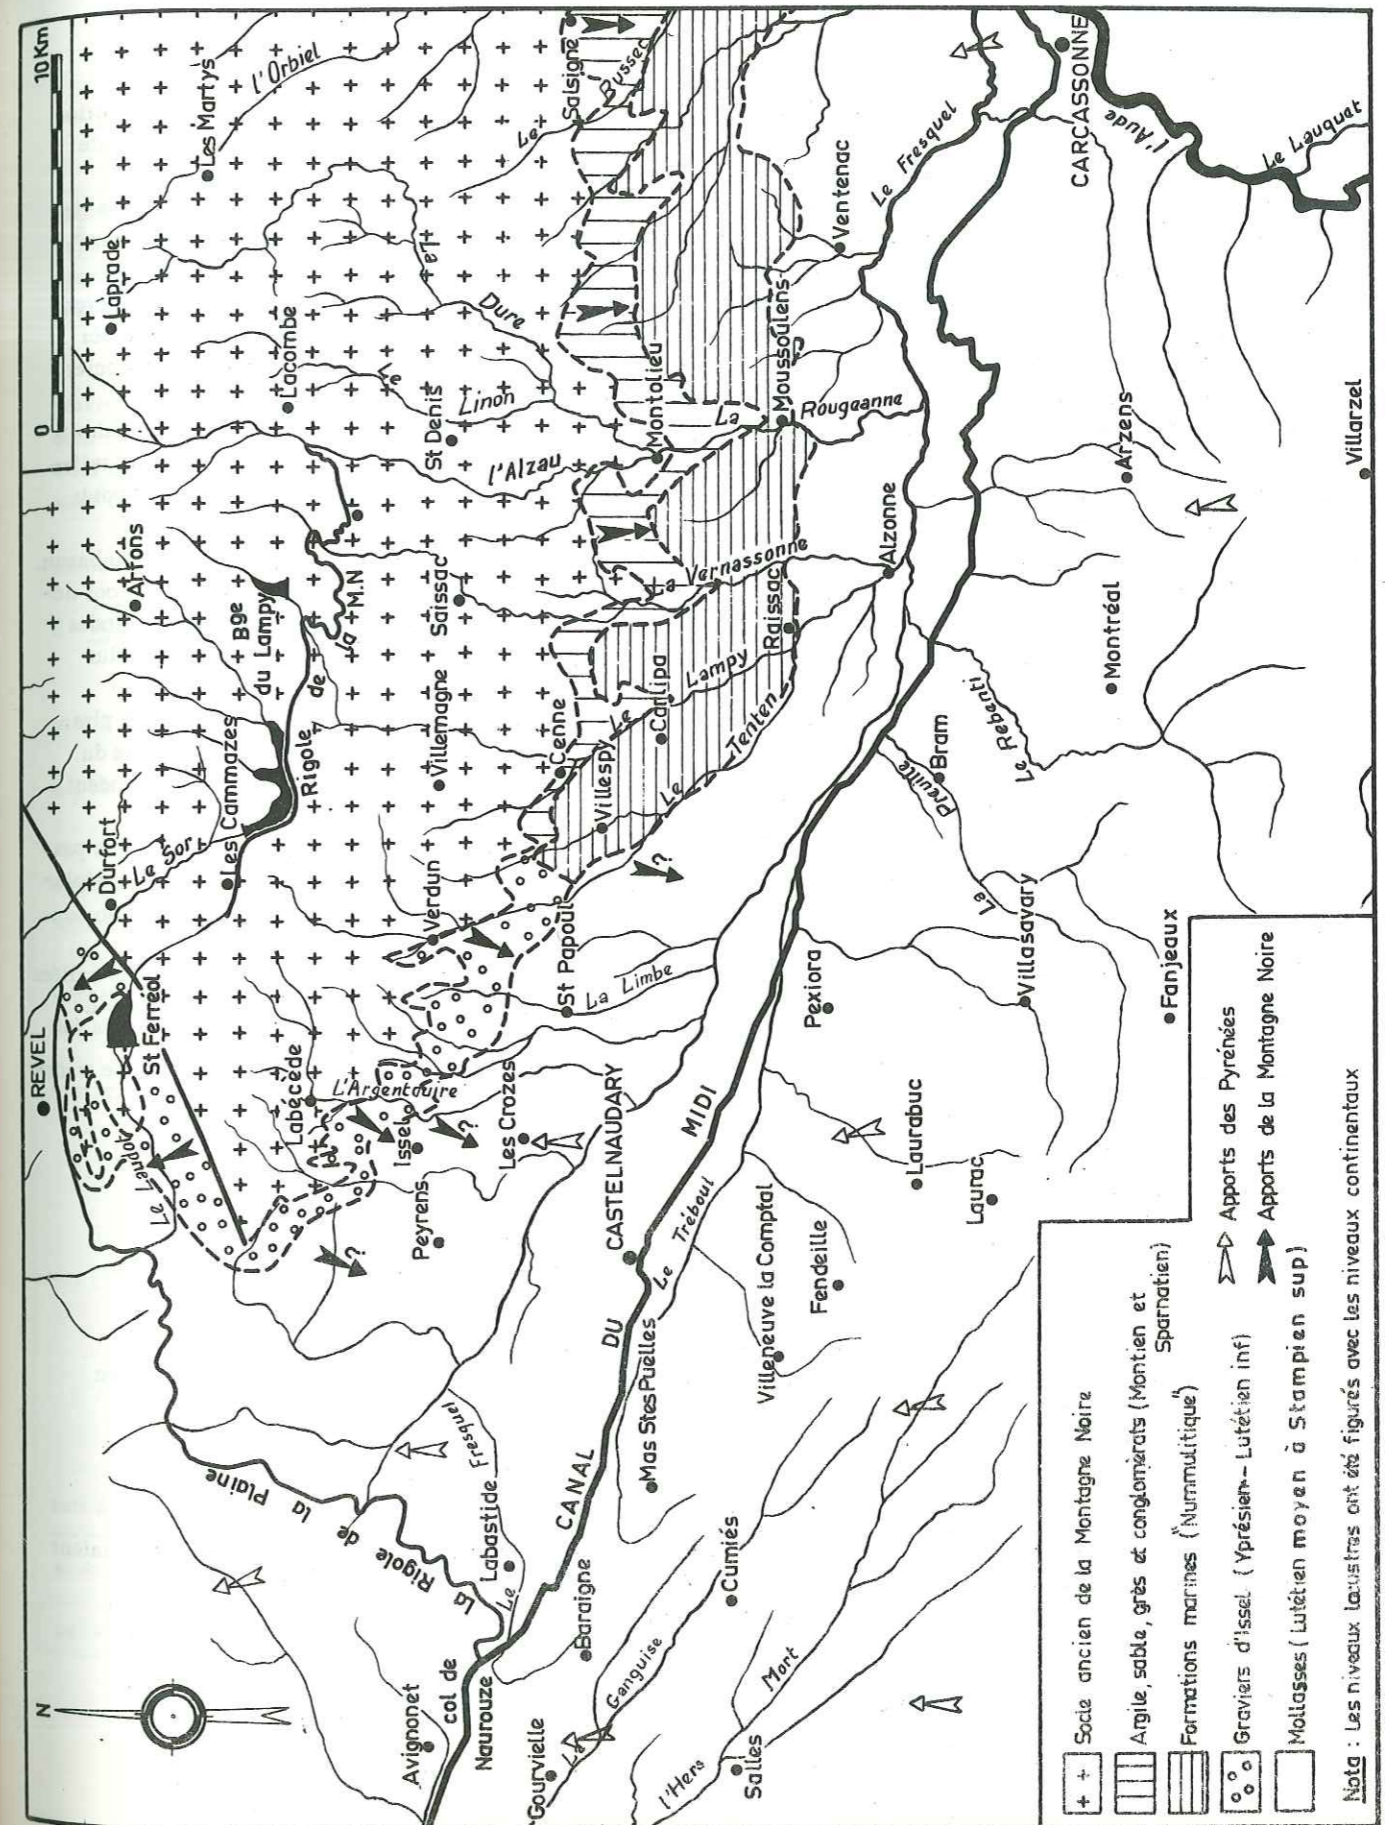 N
0 10 Km
REVEL
Durfort
Arfons
Laprade
Les Martys
l'Orbiel
Le Sor
St Ferréol
Le Laudot
Les Cammazes
Bge
du Lampy
Lacombe
Rigole de la M.N
Labécède
L'Argentouire
Issel
Verdun
Villemagne
Saissac
St Denis
Le
Linon
La
Dure
l'Alzau
Le Russec
Salsigne
Peyrens
Les Crozes
St Papoul
La Limbe
Villespy
Cenne
Carlipa
Le Lampy
Le Tenten
Raissac
La Vernassonne
Montolieu
Moussoulens
La Rougeanne
Ventenac
Le Fresquel
CARCASSONNE
l'Aude
Le Lauquet
Alzonne
Arzens
Villarzel
Montréal
Bram
La Preuille
Le Rebenti
Villasavary
Fanjeaux
Pexiora
Laurabuc
Laurac
Villeneuve la Comptal
Fendeille
CASTELNAUDARY
Le Tréboul
Mas Stes Puelles
CANAL DU MIDI
La Rigole de la Plaine
Labastide
Le Fresquel
Avignonet
col de
Naurouze
Baraigne
Cumiés
Gourvielle
La Ganguise
Salles
l'Hers Mort
? ? ? ?
+ + Socle ancien de la Montagne Noire
Argile, sable, grès et conglomérats (Montien et
Sparnatien)
Formations marines ("Nummulitique")
Graviers d'Issel (Yprésien - Lutétien inf)
Mollasses (Lutétien moyen à Stampien sup)
Apports des Pyrénées
Apports de la Montagne Noire
Nota : Les niveaux lacustres ont été figurés avec les niveaux continentaux